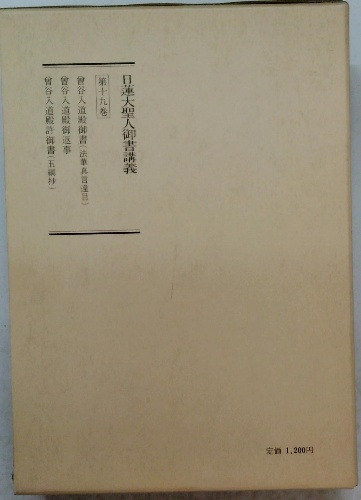 日蓮大聖人御書講義
第十九巻
曾谷入道殿御書(法華真言違目)
曾谷入道殿御返事
曾谷入道殿許御書(五綱抄)
定価 1,200円